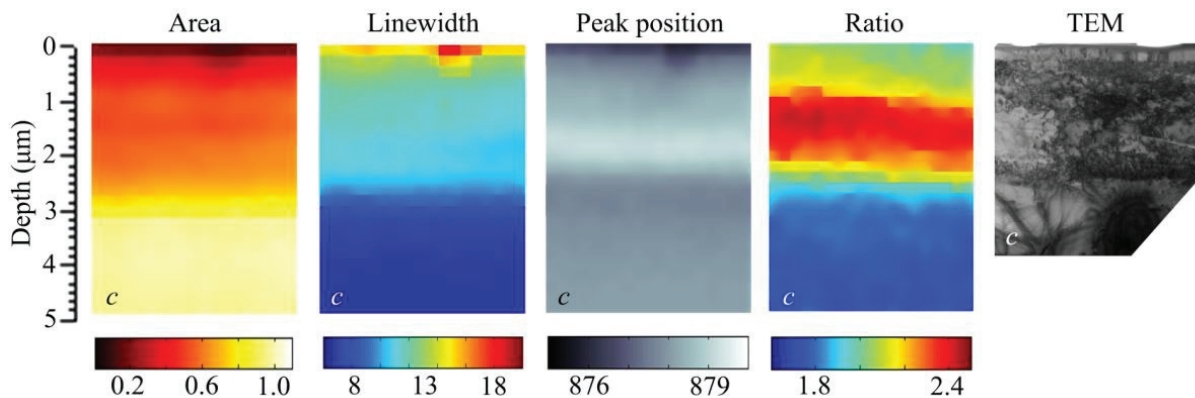 Area Linewidth Peak position Ratio TEM
Depth (μm)
0
1
2
3
4
5
c c c c c
0.2 0.6 1.0 8 13 18 876 879 1.8 2.4